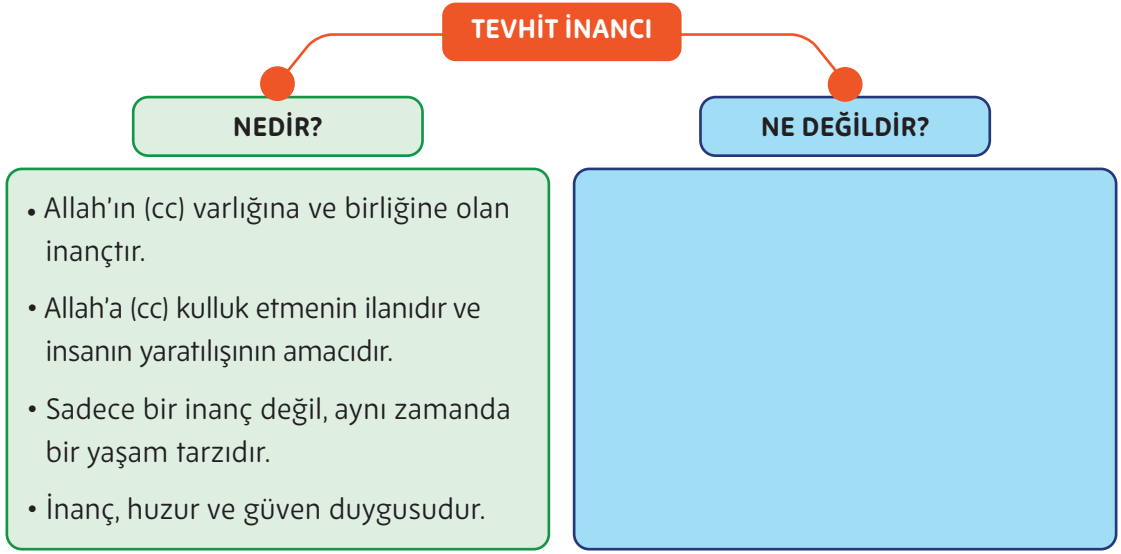 TEVHİT İNANCI
NEDİR?
NE DEĞİLDİR?
• Allah’ın (cc) varlığına ve birliğine olan
inançtır.
• Allah’a (cc) kulluk etmenin ilanıdır ve
insanın yaratılışının amacıdır.
• Sadece bir inanç değil, aynı zamanda
bir yaşam tarzıdır.
• İnanç, huzur ve güven duygusudur.